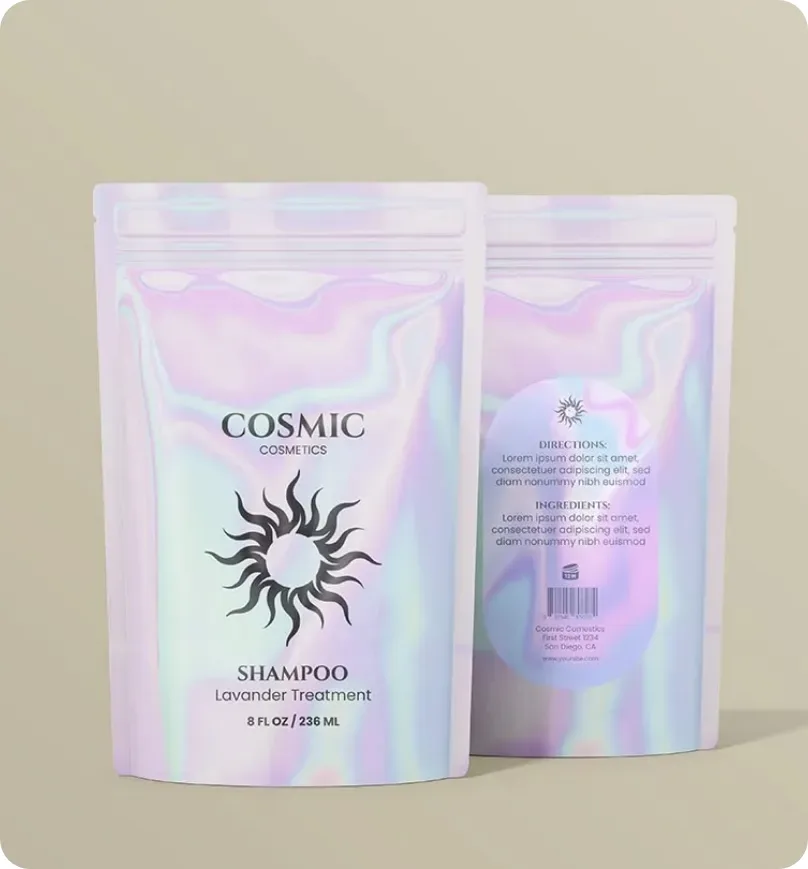 COSMIC
COSMETICS
SHAMPOO
Lavander Treatment
8 FL OZ / 236 ML
DIRECTIONS:
Lorem ipsum dolor sit amet,
consectetuer adipiscing elit, sed
diam nonummy nibh euismod
INGREDIENTS:
Lorem ipsum dolor sit amet,
consectetuer adipiscing elit, sed
diam nonummy nibh euismod
12M
First Street 1234
San Diego, CA